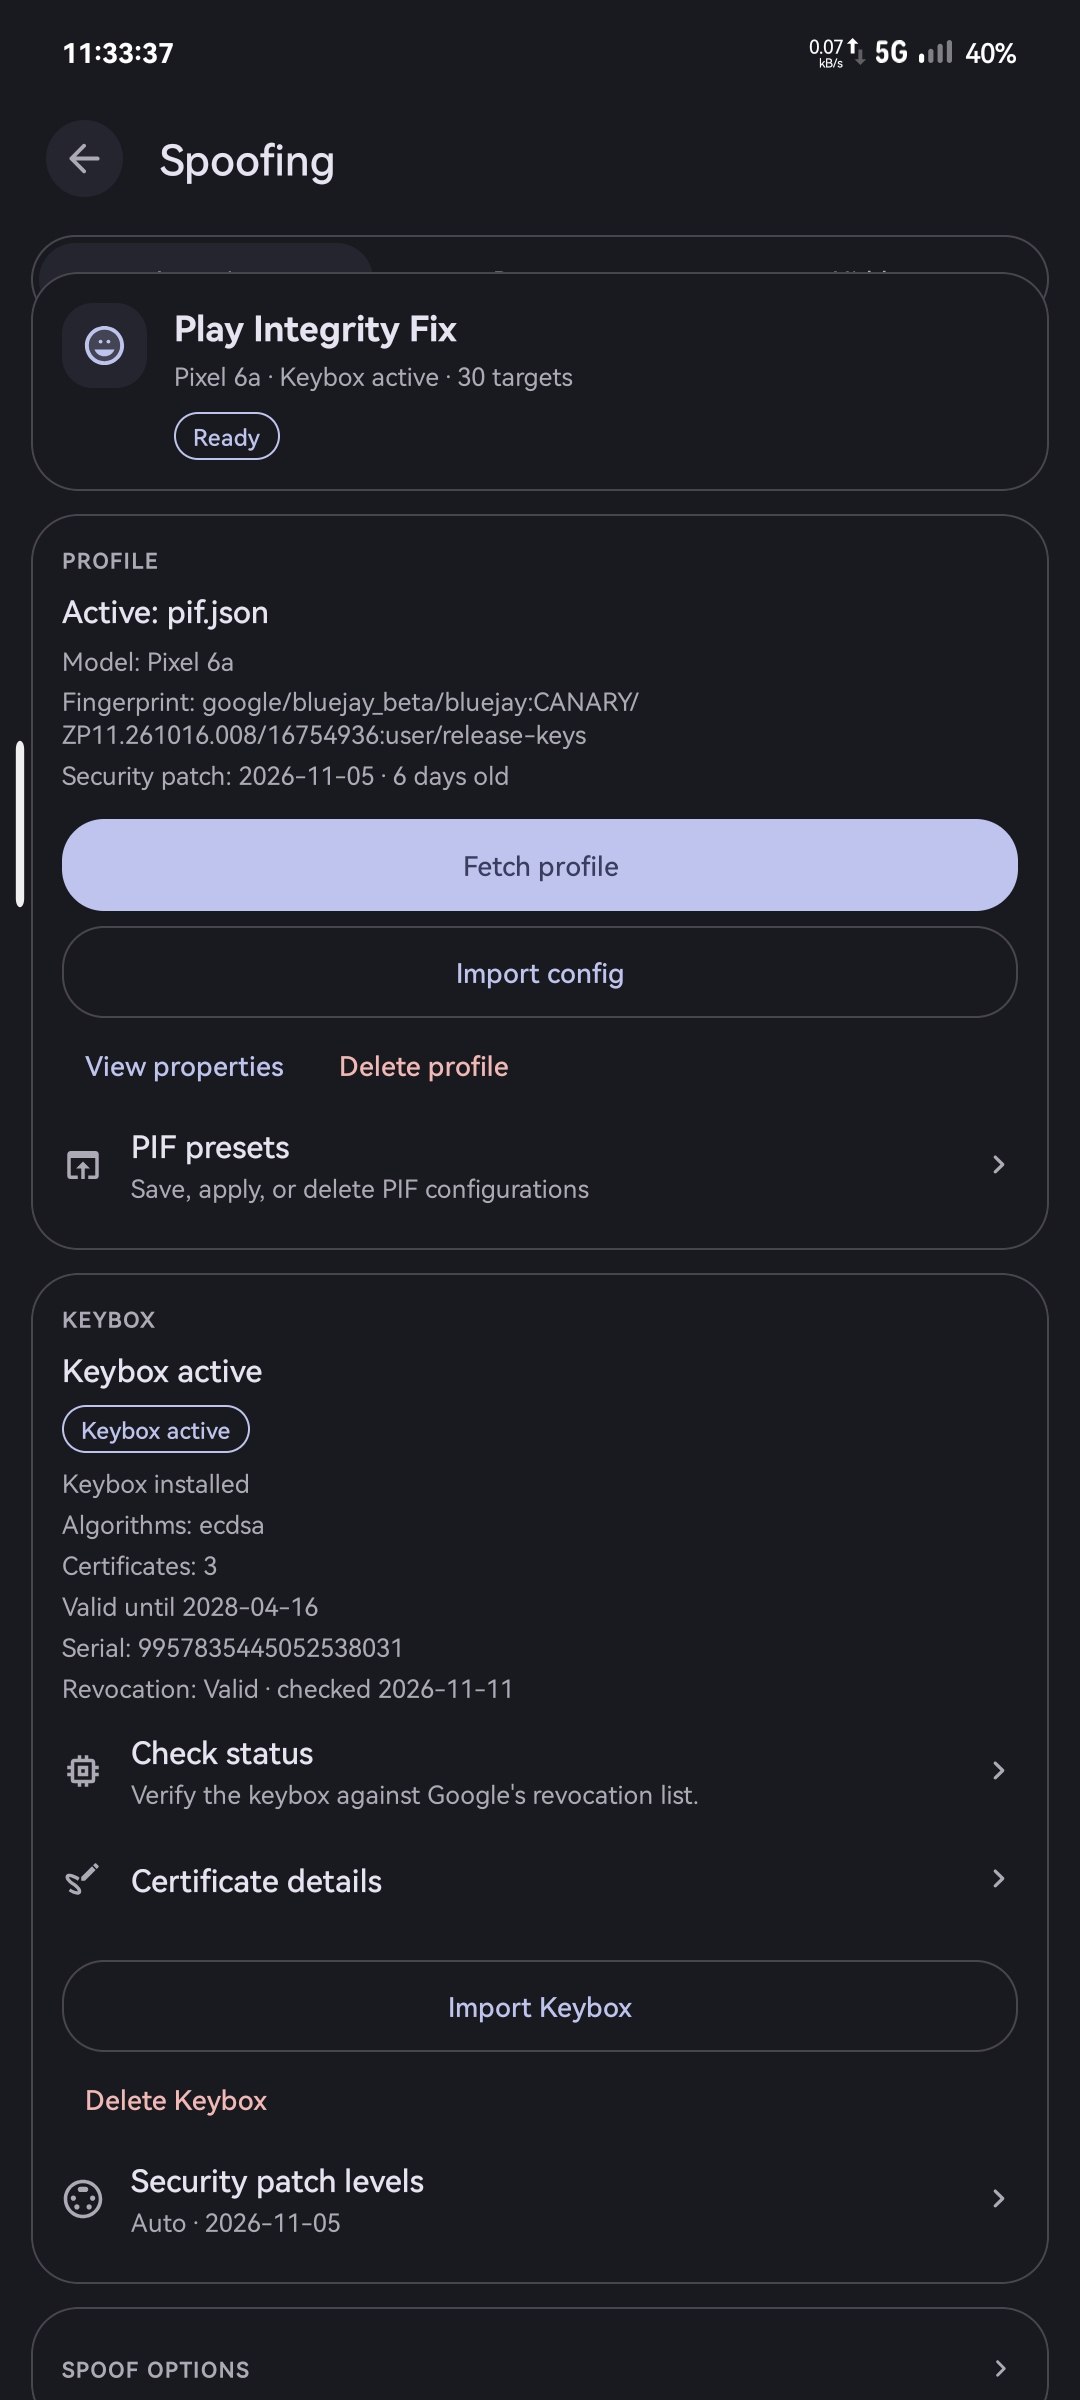 11:33:37
0.07 kB/s 5G 40%
Spoofing
Play Integrity Fix
Pixel 6a · Keybox active · 30 targets
Ready
PROFILE
Active: pif.json
Model: Pixel 6a
Fingerprint: google/bluejay_beta/bluejay:CANARY/
ZP11.261016.008/16754936:user/release-keys
Security patch: 2026-11-05 · 6 days old
Fetch profile
Import config
View properties Delete profile
PIF presets
Save, apply, or delete PIF configurations
KEYBOX
Keybox active
Keybox active
Keybox installed
Algorithms: ecdsa
Certificates: 3
Valid until 2028-04-16
Serial: 9957835445052538031
Revocation: Valid · checked 2026-11-11
Check status
Verify the keybox against Google's revocation list.
Certificate details
Import Keybox
Delete Keybox
Security patch levels
Auto · 2026-11-05
SPOOF OPTIONS